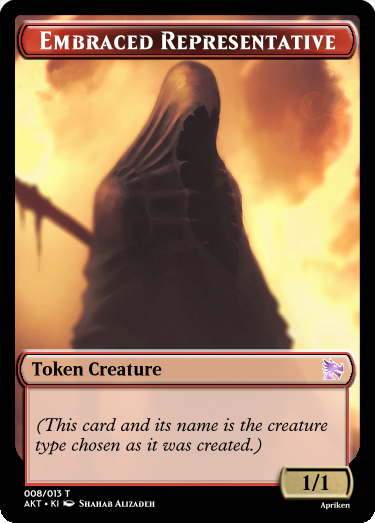 EMBRACED REPRESENTATIVE
Token Creature
(This card and its name is the creature
type chosen as it was created.)
1/1
008/013 T
AKT • KI SHAHAB ALIZADEH
Apriken